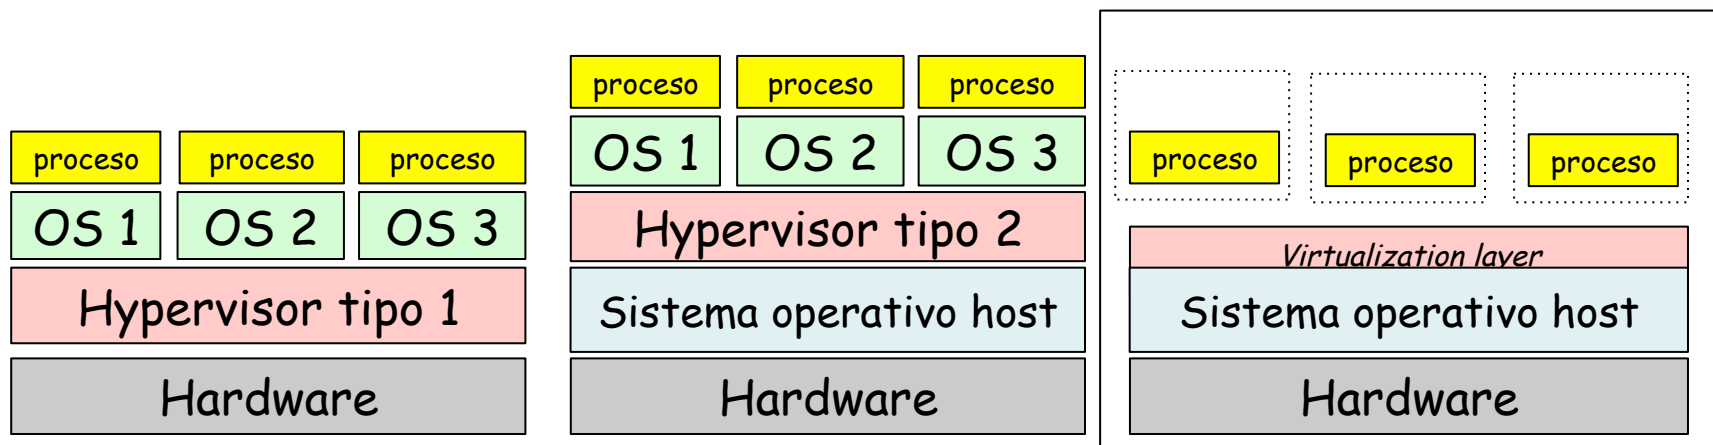 proceso
proceso
proceso
OS 1
OS 2
OS 3
Hypervisor tipo 1
Hardware
proceso
proceso
proceso
OS 1
OS 2
OS 3
Hypervisor tipo 2
Sistema operativo host
Hardware
proceso
proceso
proceso
Virtualization layer
Sistema operativo host
Hardware